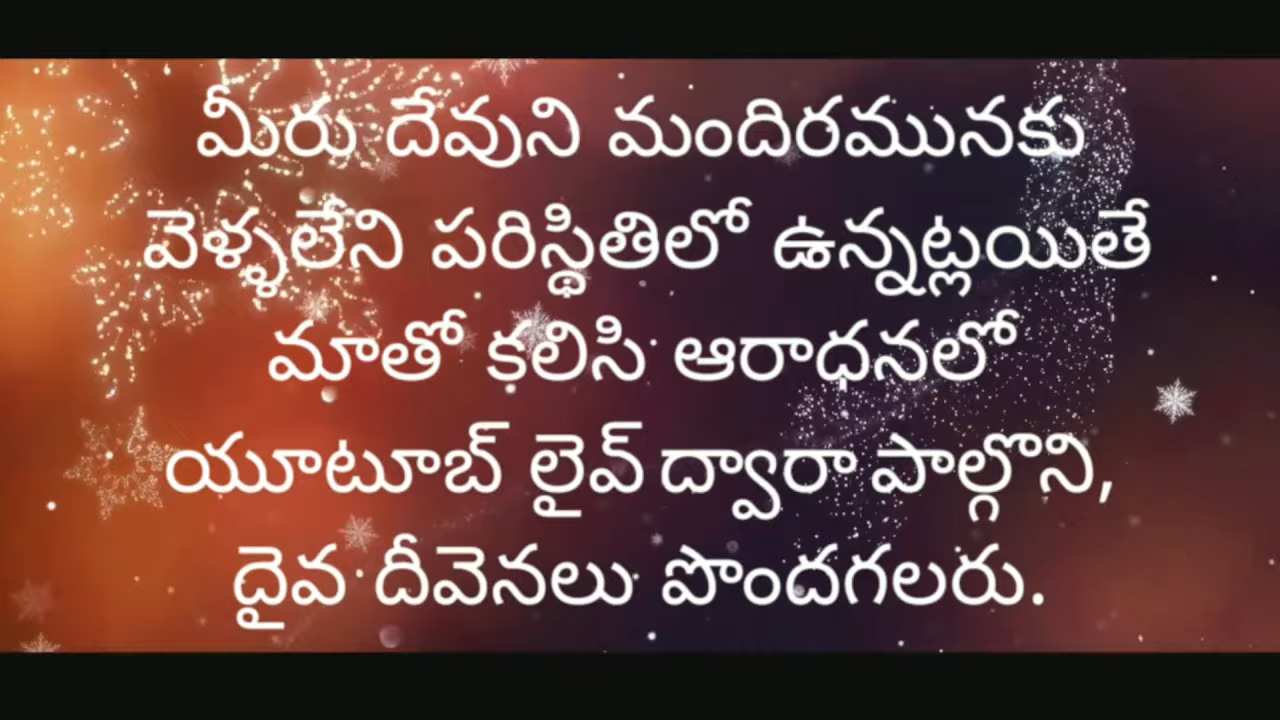 మీరు దేవుని మందిరమునకు
వెళ్ళలేని పరిస్థితిలో ఉన్నట్లయితే
మాతో కలిసి ఆరాధనలో
యూటూబ్ లైవ్ ద్వారా పాల్గొని,
దైవ దీవెనలు పొందగలరు.